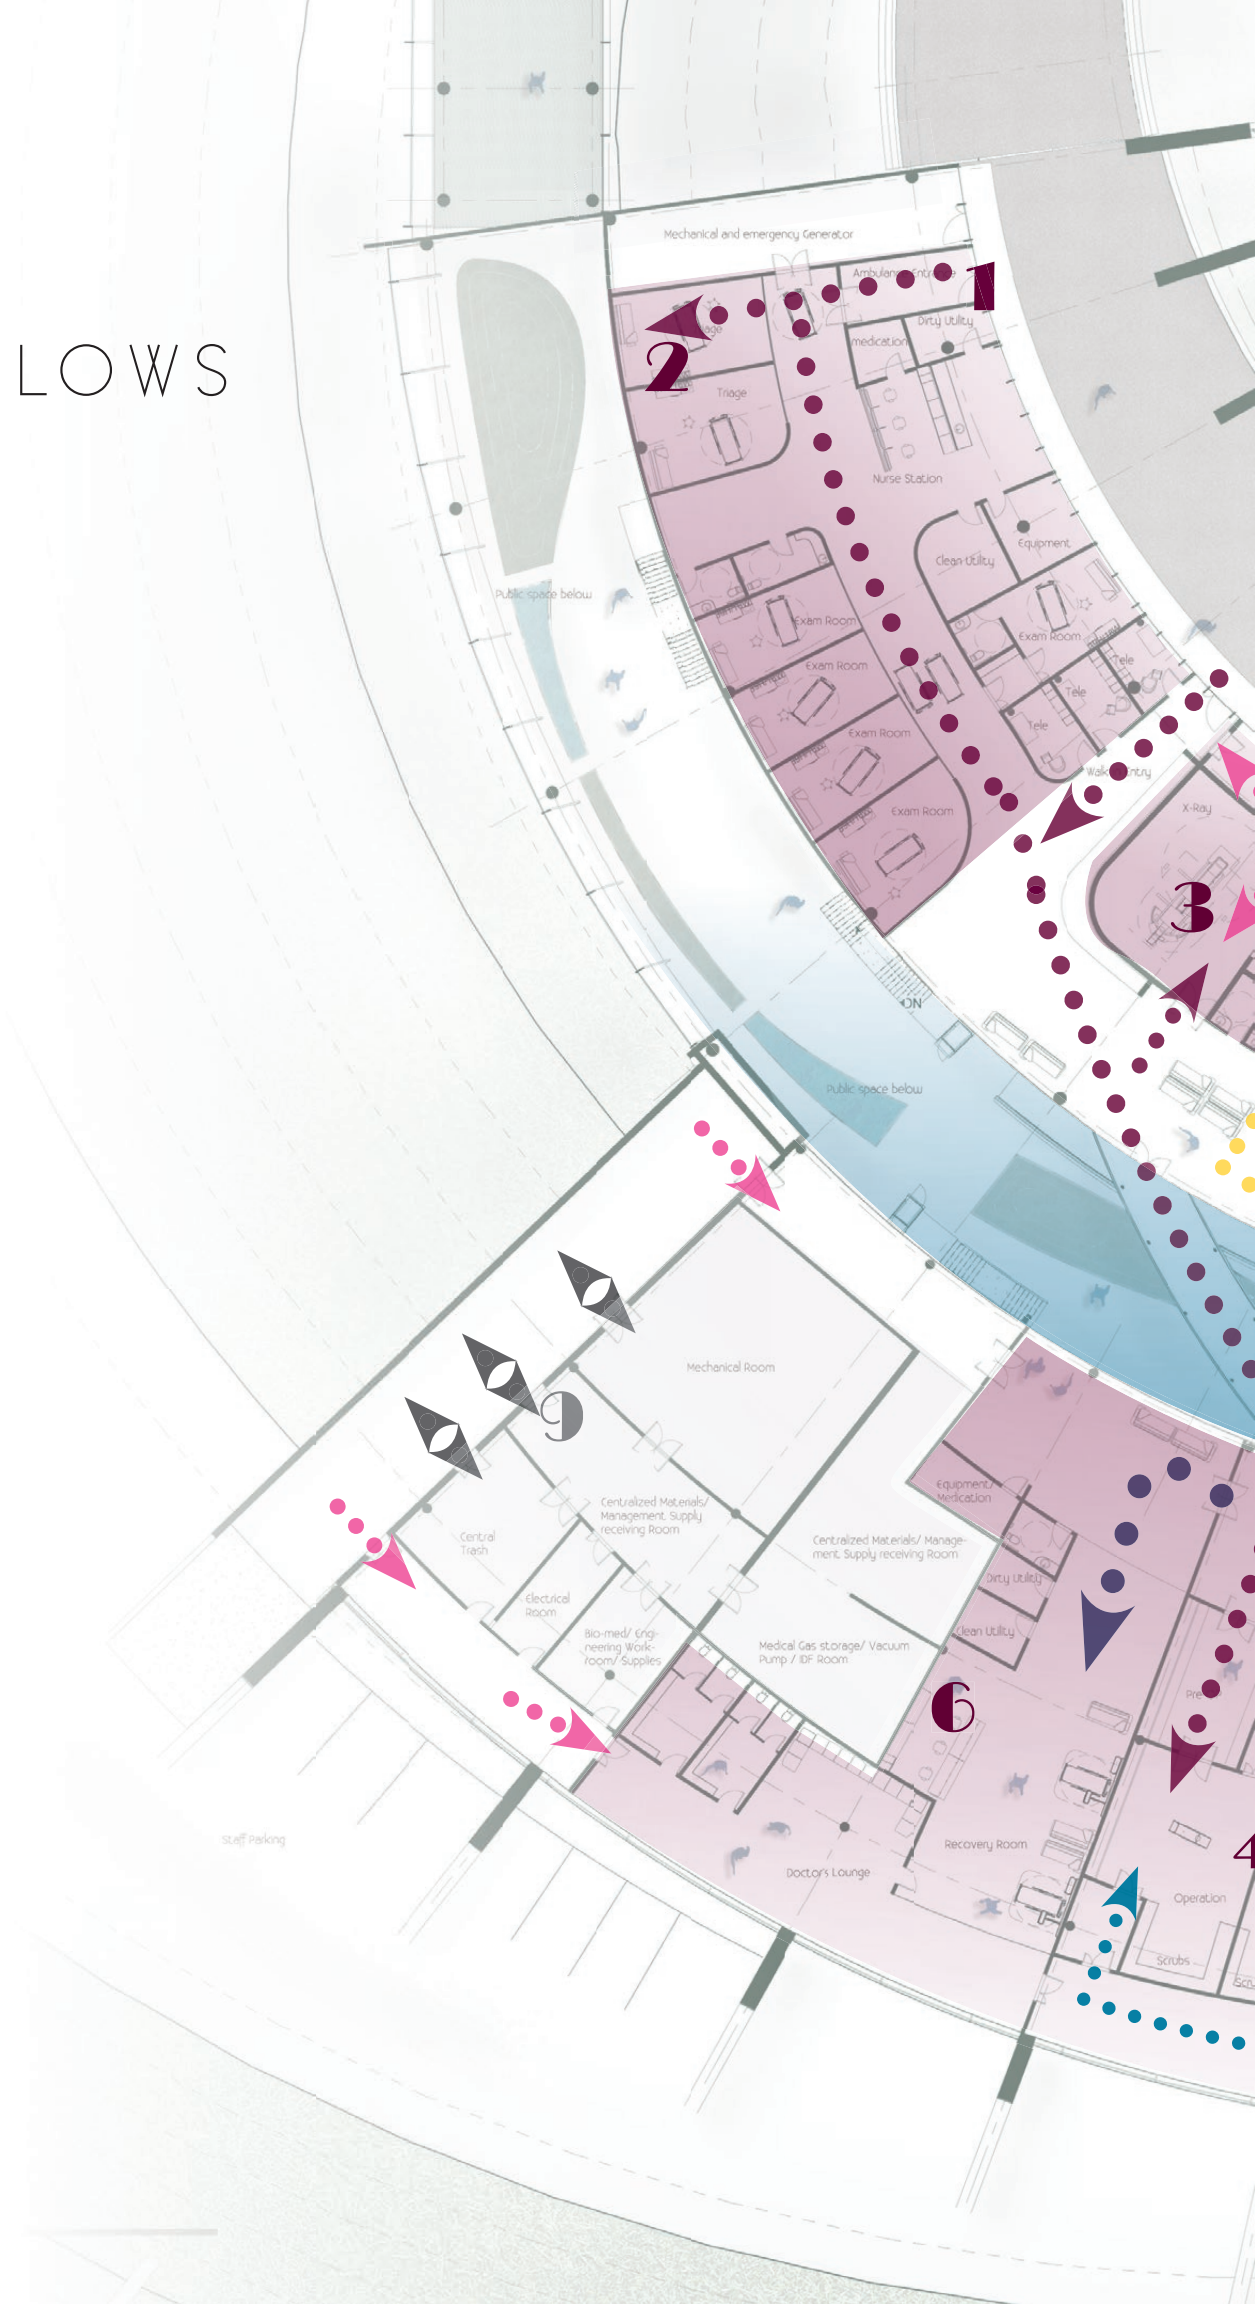 LOWS
Mechanical and emergency Generator
Ambulance Entrance
1
Dirty Utility
medication
2
Triage
Nurse Station
Equipment
Clean Utility
Public space below
Exam Room
Exam Room
Exam Room
Tele
Tele
Tele
Exam Room
Exam Room
X-Ray
3
Public space below
Mechanical Room
9
Equipment/
Medication
Centralized Materials/
Management, Supply
receiving Room
Central
Trash
Centralized Materials/ Manage-
ment, Supply receiving Room
Dirty Utility
Electrical
Room
Clean Utility
Bio-med/ Engi-
neering Work-
room/ Supplies
Medical Gas storage/ Vacuum
Pump / IDF Room
6
Staff Parking
Recovery Room
4
Doctor's Lounge
Operation
Scrubs